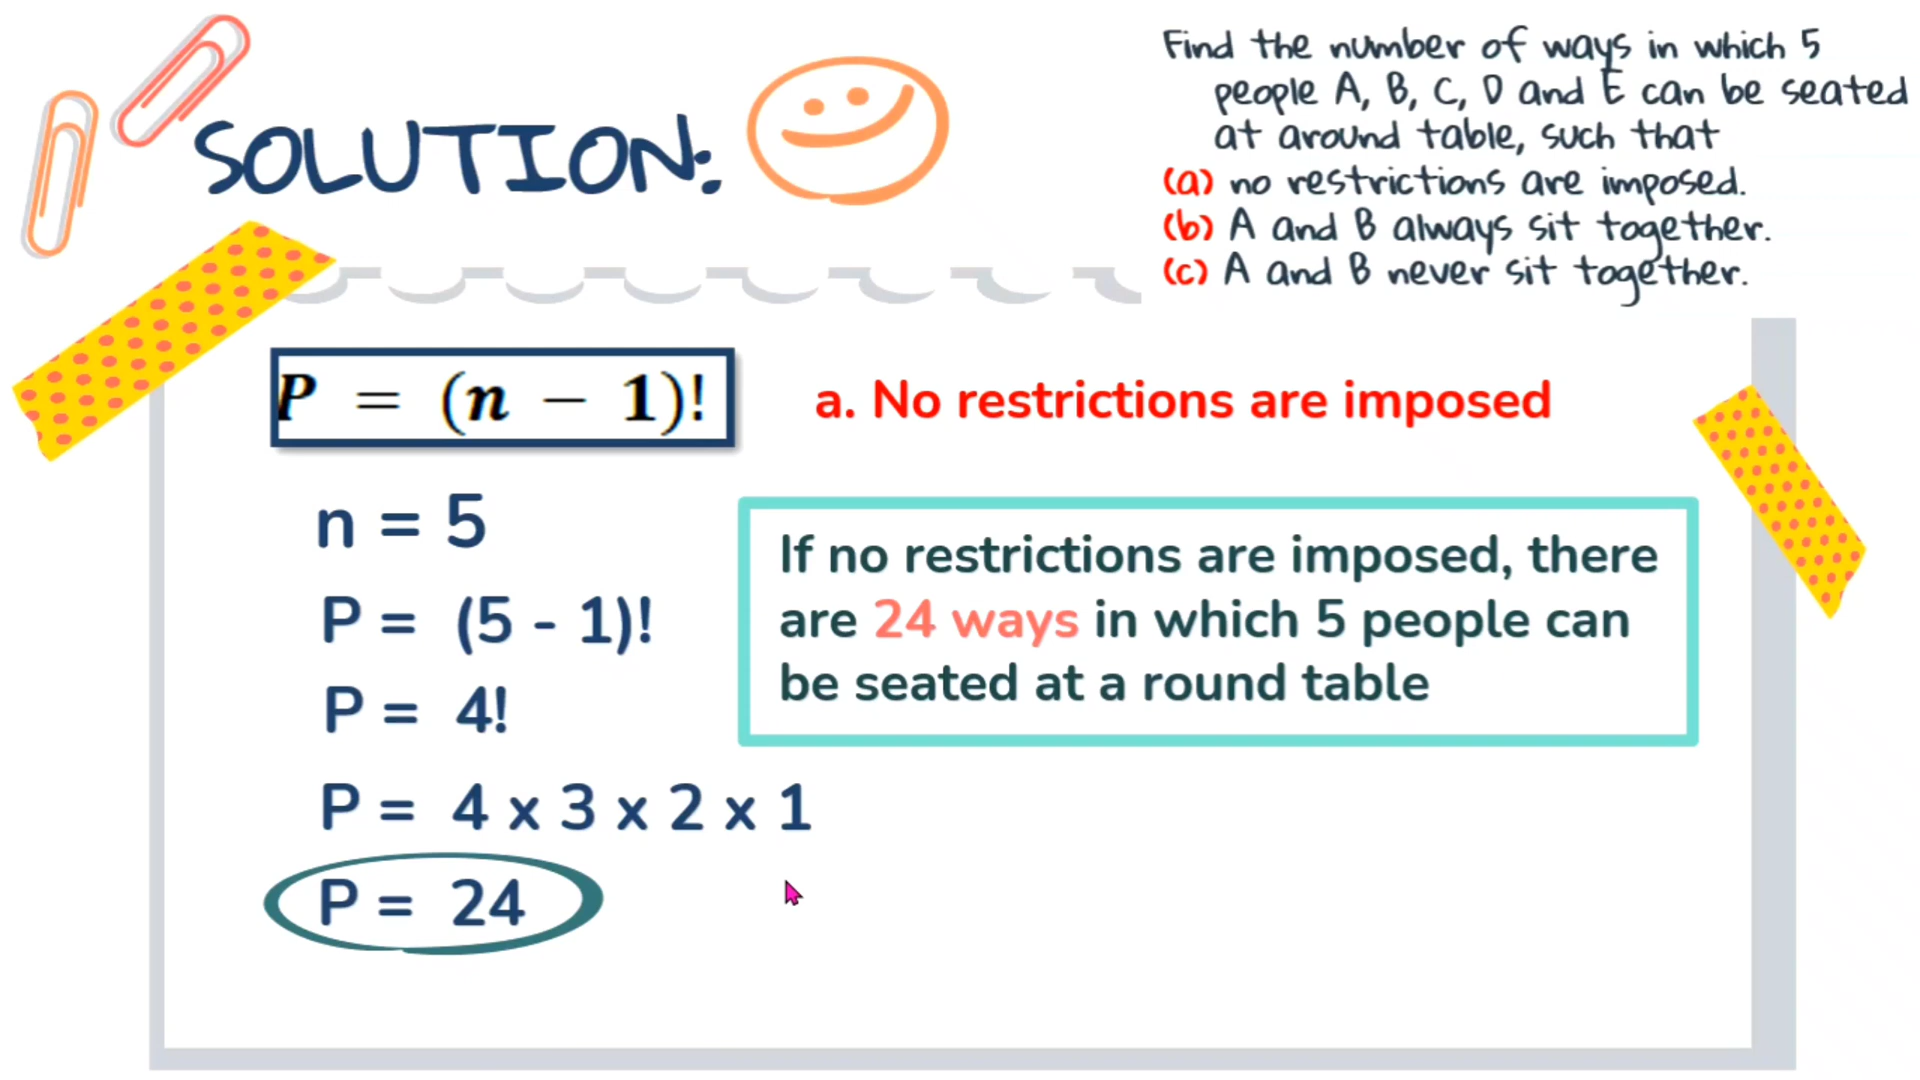 Find the number of ways in which 5
people A, B, C, D and E can be seated
at around table, such that
(a) no restrictions are imposed.
(b) A and B always sit together.
(c) A and B never sit together.
SOLUTION:
P = (n - 1)!
a. No restrictions are imposed
n = 5
P = (5 - 1)!
P = 4!
P = 4 x 3 x 2 x 1
P = 24
If no restrictions are imposed, there
are 24 ways in which 5 people can
be seated at a round table